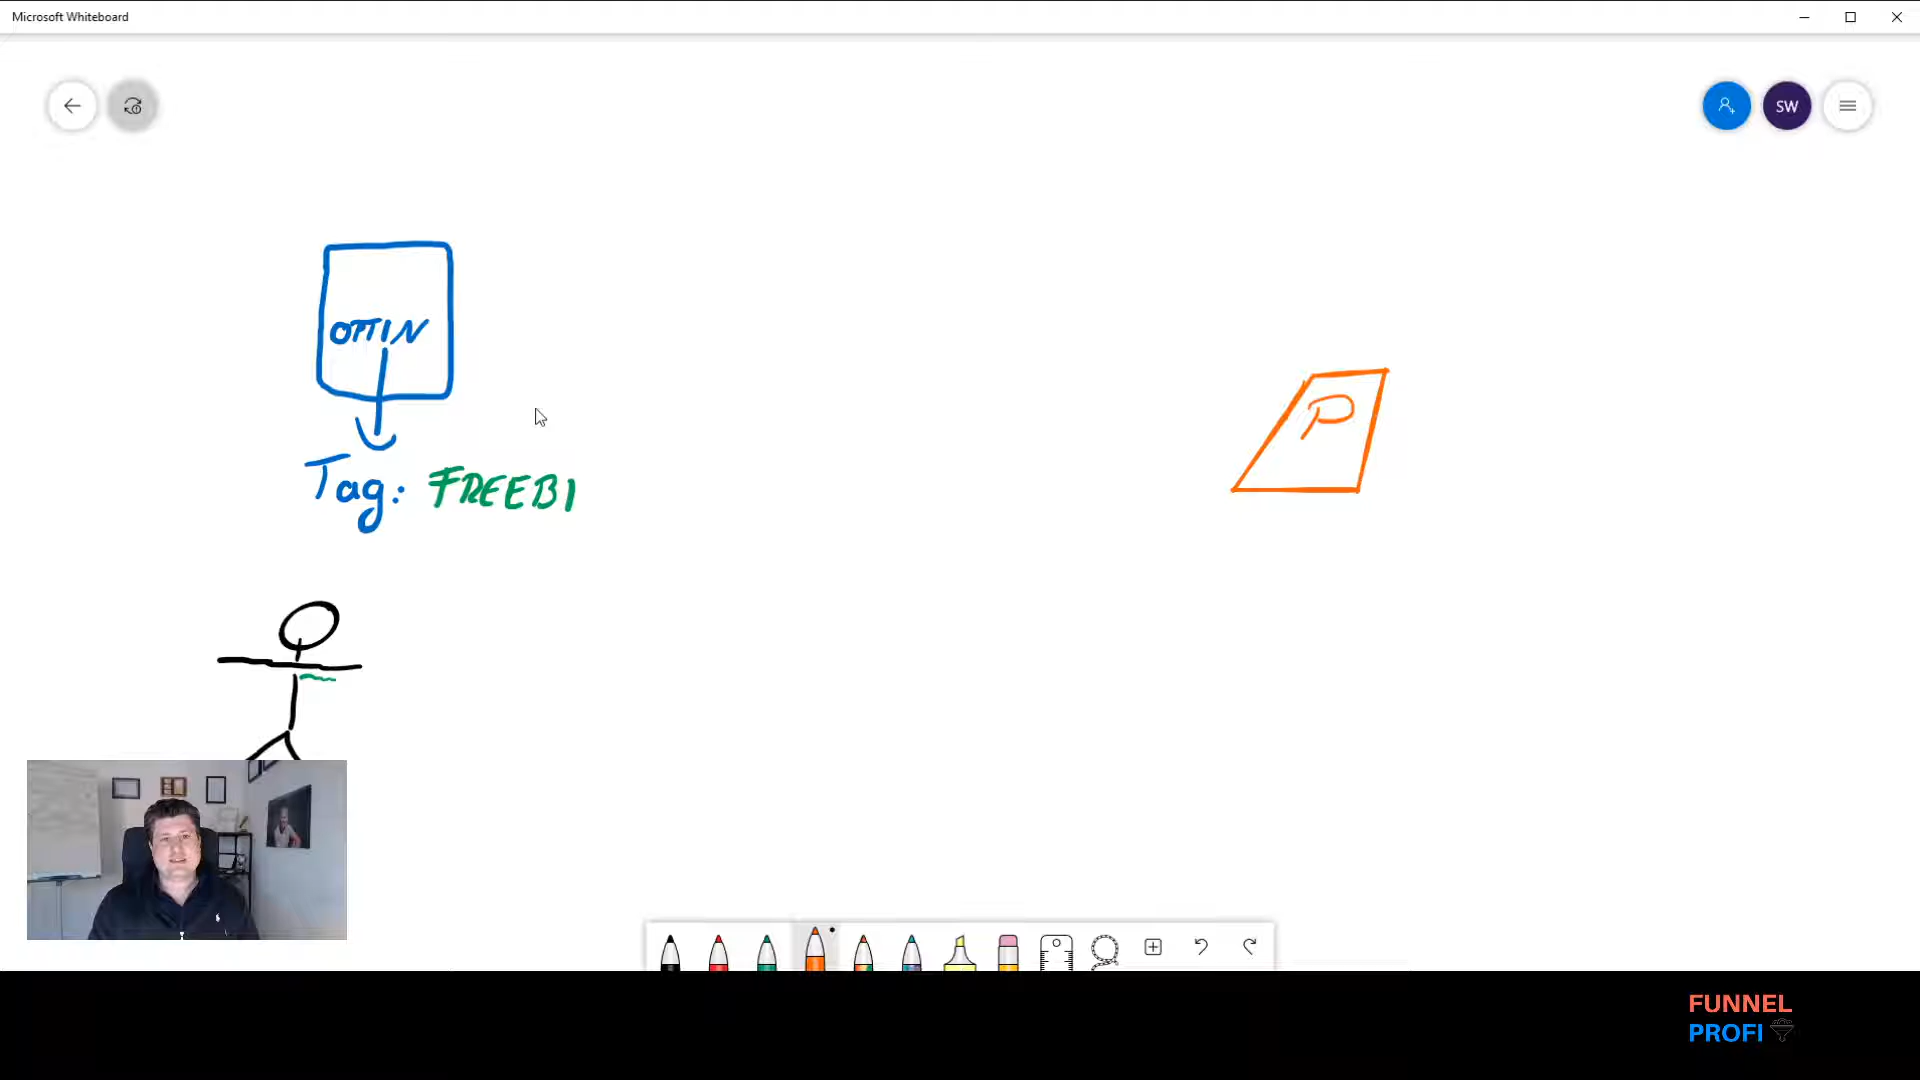 Microsoft Whiteboard
SW
OPTIN
Tag: FREEBI
P
FUNNEL
PROFI